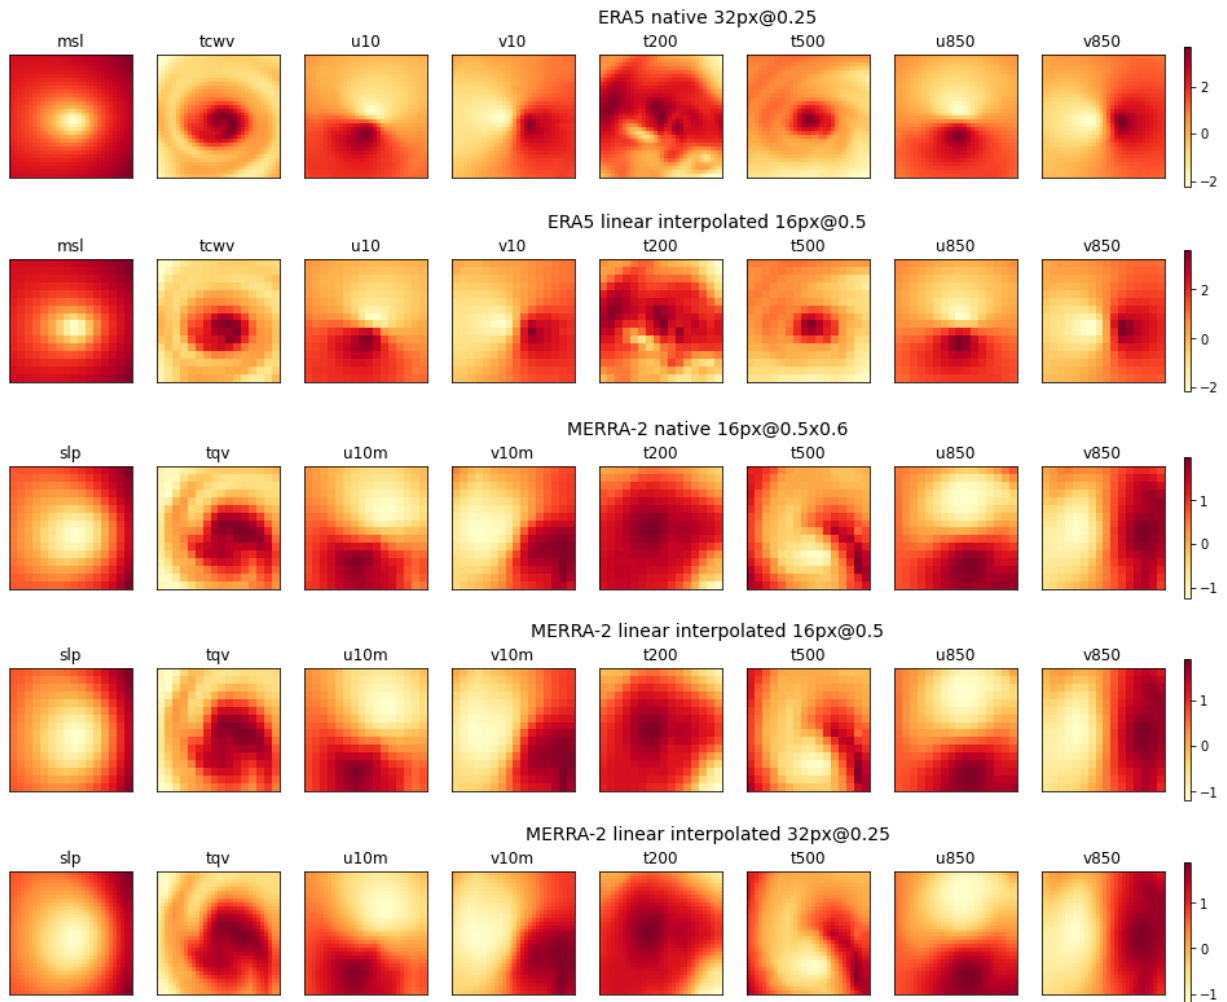 ERA5 native 32px@0.25
msl tcwv u10 v10 t200 t500 u850 v850
2
0
−2
ERA5 linear interpolated 16px@0.5
msl tcwv u10 v10 t200 t500 u850 v850
2
0
−2
MERRA-2 native 16px@0.5x0.6
slp tqv u10m v10m t200 t500 u850 v850
1
0
−1
MERRA-2 linear interpolated 16px@0.5
slp tqv u10m v10m t200 t500 u850 v850
1
0
−1
MERRA-2 linear interpolated 32px@0.25
slp tqv u10m v10m t200 t500 u850 v850
1
0
−1